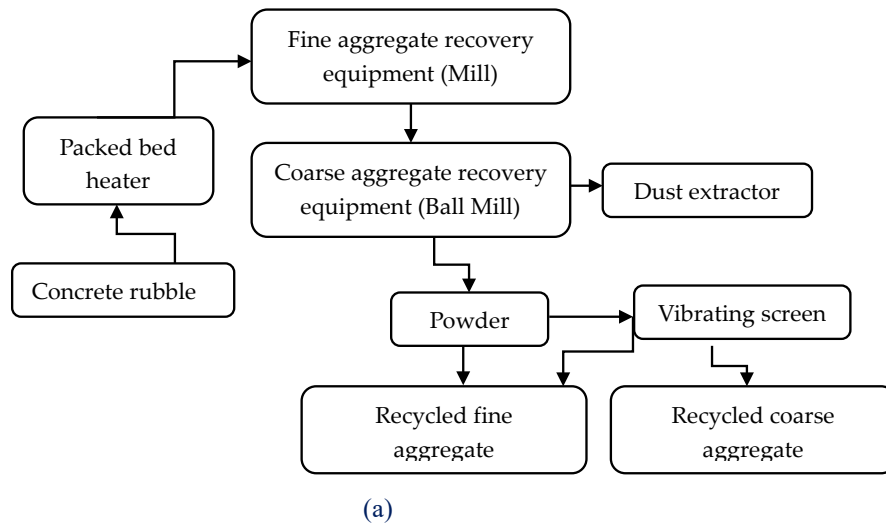 Fine aggregate recovery
equipment (Mill)
Packed bed
heater
Coarse aggregate recovery
equipment (Ball Mill)
Dust extractor
Concrete rubble
Powder
Vibrating screen
Recycled fine
aggregate
Recycled coarse
aggregate
(a)